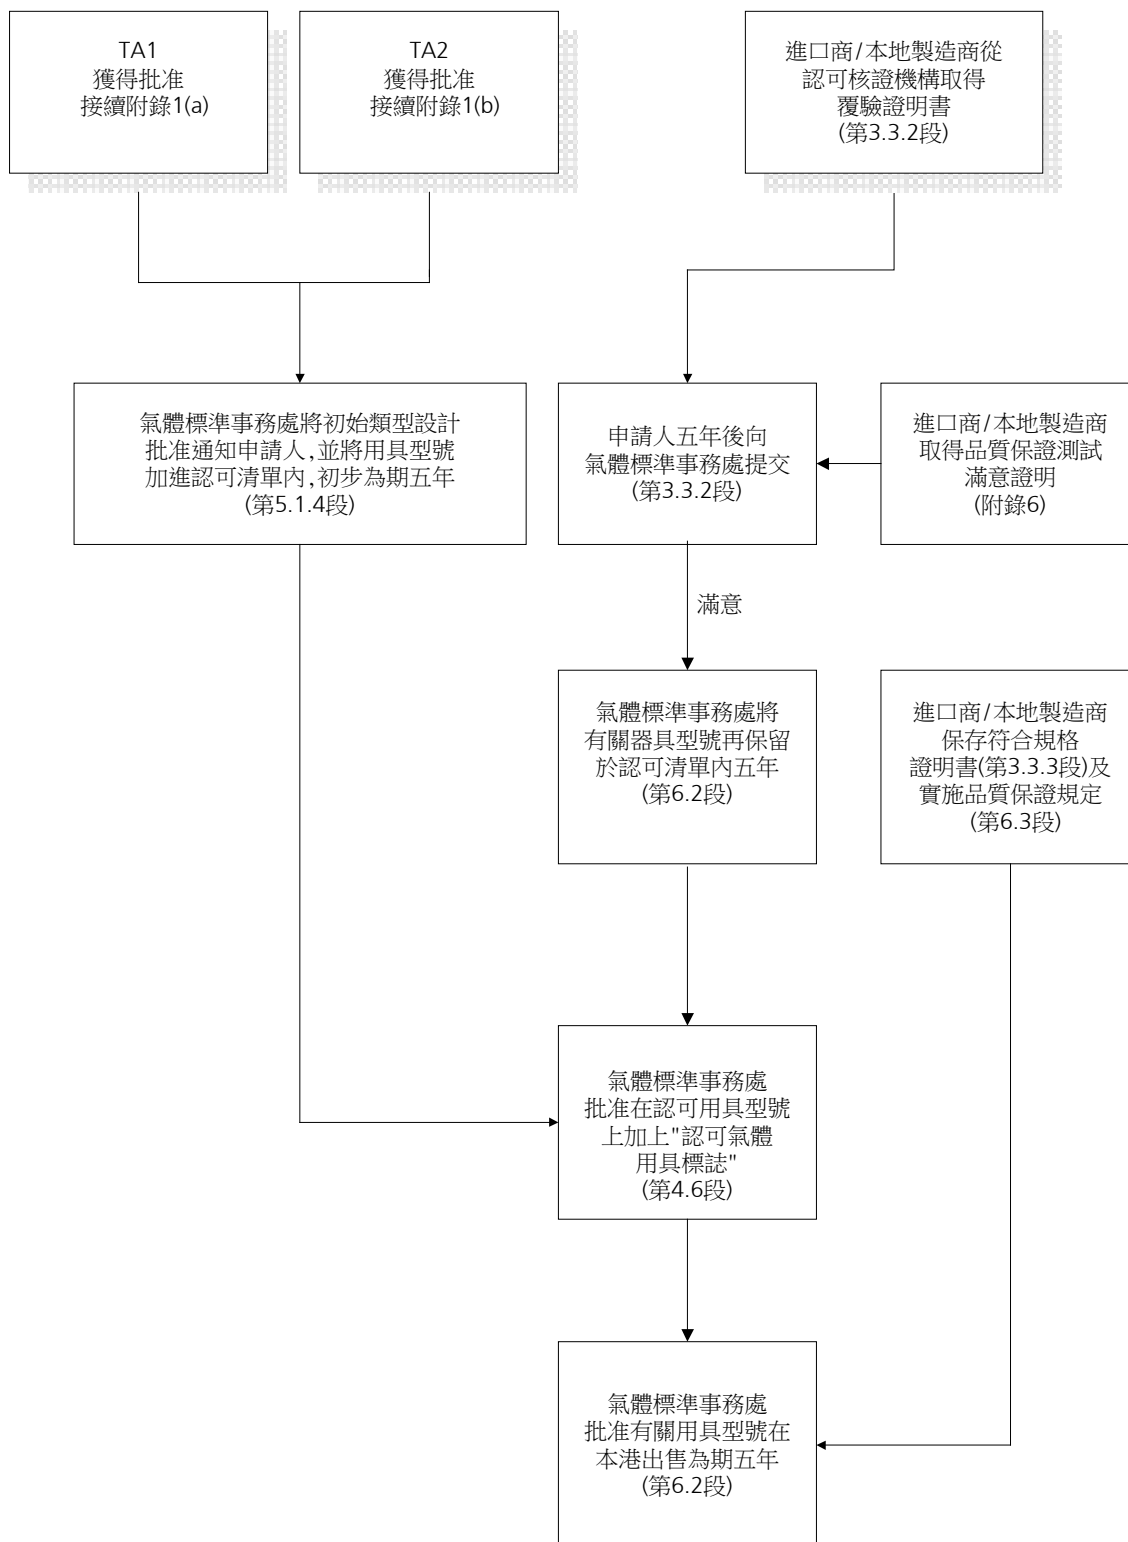 TA1
獲得批准
接續附錄1(a)
TA2
獲得批准
接續附錄1(b)
進口商/本地製造商從
認可核證機構取得
覆驗證明書
(第3.3.2段)
氣體標準事務處將初始類型設計
批准通知申請人,並將用具型號
加進認可清單內,初步為期五年
(第5.1.4段)
申請人五年後向
氣體標準事務處提交
(第3.3.2段)
進口商/本地製造商
取得品質保證測試
滿意證明
(附錄6)
滿意
氣體標準事務處將
有關器具型號再保留
於認可清單內五年
(第6.2段)
進口商/本地製造商
保存符合規格
證明書(第3.3.3段)及
實施品質保證規定
(第6.3段)
氣體標準事務處
批准在認可用具型號
上加上"認可氣體
用具標誌"
(第4.6段)
氣體標準事務處
批准有關用具型號在
本港出售為期五年
(第6.2段)